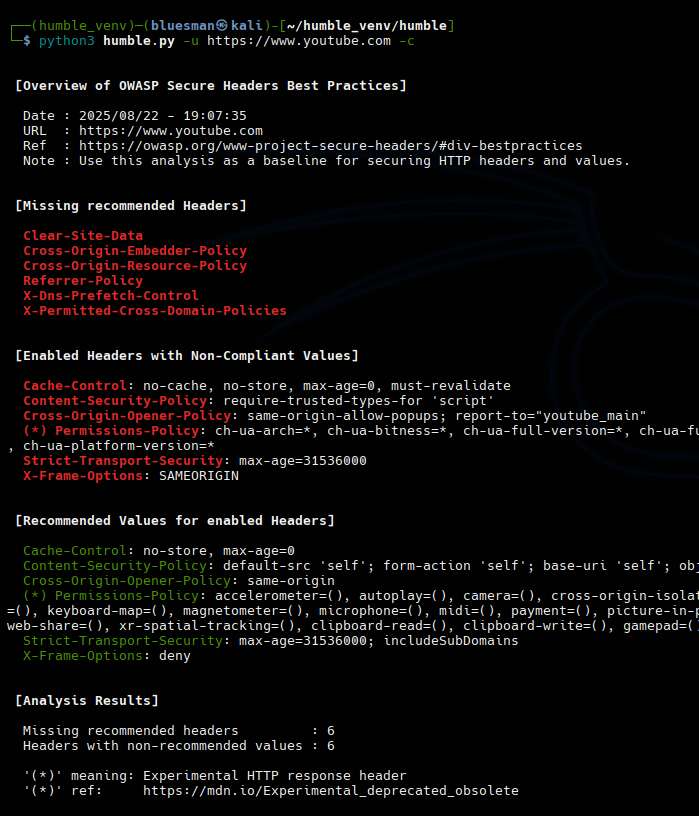 ┌──(humble_venv)─(bluesman㉿kali)-[~/humble_venv/humble]
└─$ python3 humble.py -u https://www.youtube.com -c
[Overview of OWASP Secure Headers Best Practices]
Date : 2025/08/22 - 19:07:35
URL  : https://www.youtube.com
Ref  : https://owasp.org/www-project-secure-headers/#div-bestpractices
Note : Use this analysis as a baseline for securing HTTP headers and values.
[Missing recommended Headers]
Clear-Site-Data
Cross-Origin-Embedder-Policy
Cross-Origin-Resource-Policy
Referrer-Policy
X-Dns-Prefetch-Control
X-Permitted-Cross-Domain-Policies
[Enabled Headers with Non-Compliant Values]
Cache-Control: no-cache, no-store, max-age=0, must-revalidate
Content-Security-Policy: require-trusted-types-for 'script'
Cross-Origin-Opener-Policy: same-origin-allow-popups; report-to="youtube_main"
(*) Permissions-Policy: ch-ua-arch=*, ch-ua-bitness=*, ch-ua-full-version=*, ch-ua-fu
, ch-ua-platform-version=*
Strict-Transport-Security: max-age=31536000
X-Frame-Options: SAMEORIGIN
[Recommended Values for enabled Headers]
Cache-Control: no-store, max-age=0
Content-Security-Policy: default-src 'self'; form-action 'self'; base-uri 'self'; obj
Cross-Origin-Opener-Policy: same-origin
(*) Permissions-Policy: accelerometer=(), autoplay=(), camera=(), cross-origin-isolat
=(), keyboard-map=(), magnetometer=(), microphone=(), midi=(), payment=(), picture-in-p
web-share=(), xr-spatial-tracking=(), clipboard-read=(), clipboard-write=(), gamepad=()
Strict-Transport-Security: max-age=31536000; includeSubDomains
X-Frame-Options: deny
[Analysis Results]
Missing recommended headers         : 6
Headers with non-recommended values : 6
'(*)' meaning: Experimental HTTP response header
'(*)' ref:     https://mdn.io/Experimental_deprecated_obsolete